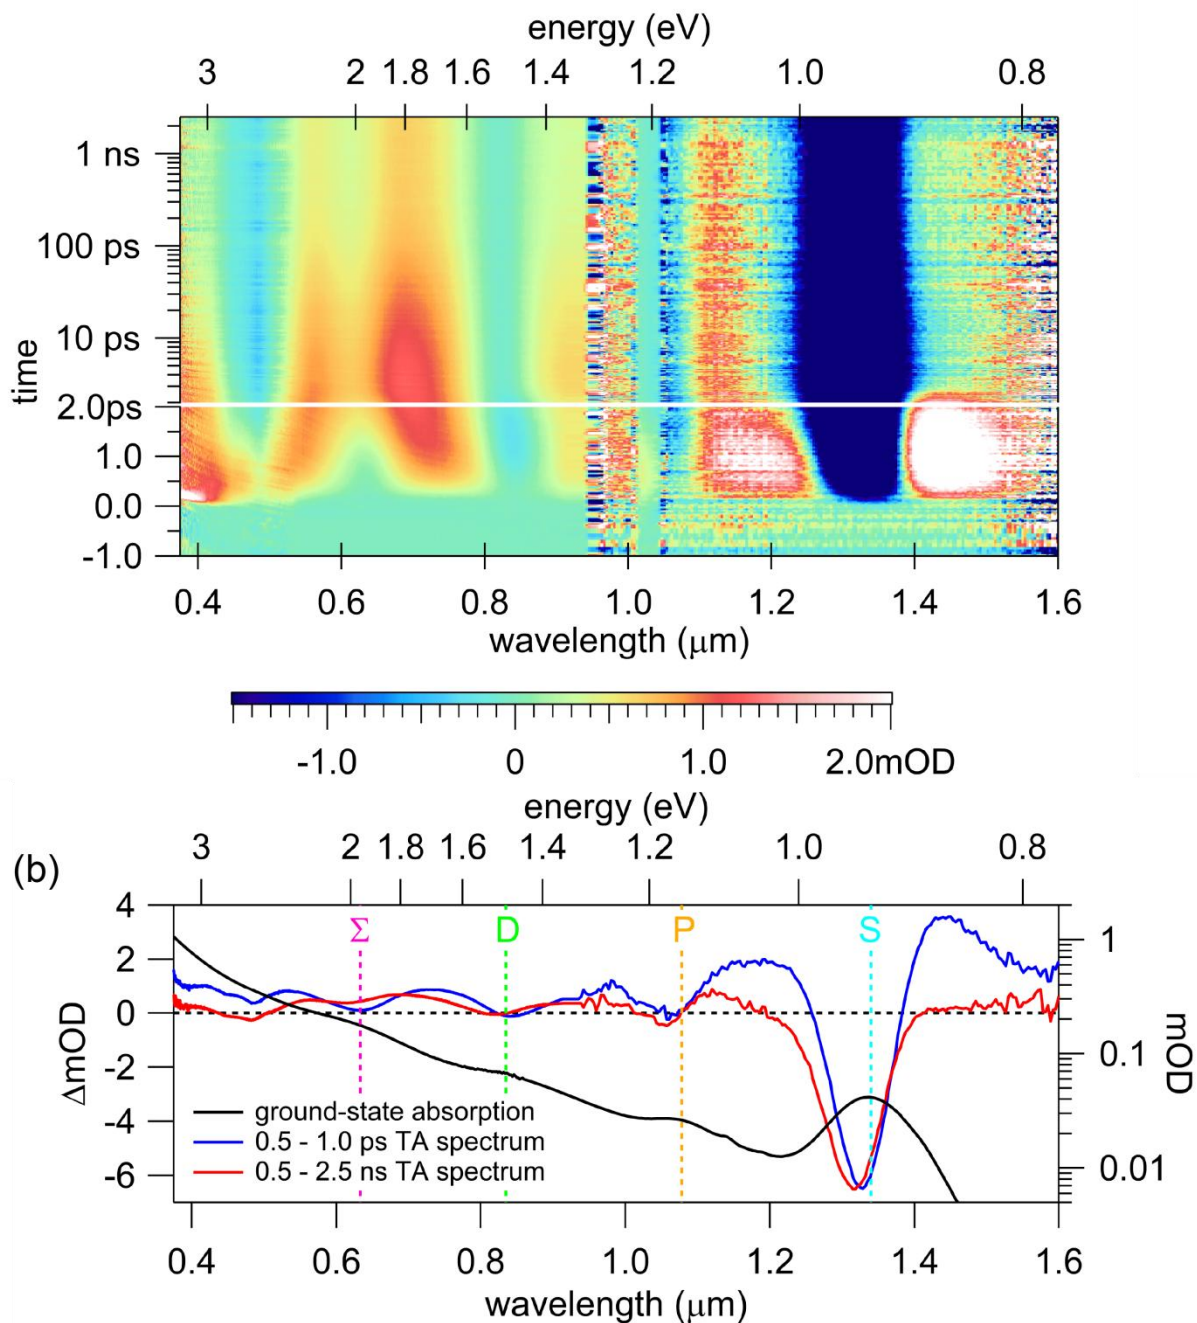 energy (eV)
3 2 1.8 1.6 1.4 1.2 1.0 0.8
time
1 ns
100 ps
10 ps
2.0ps
1.0
0.0
-1.0
0.4 0.6 0.8 1.0 1.2 1.4 1.6
wavelength (μm)
-1.0 0 1.0 2.0mOD
energy (eV)
3 2 1.8 1.6 1.4 1.2 1.0 0.8
(b)
ΔmOD
4
2
0
-2
-4
-6
Σ D P S
ground-state absorption
0.5 - 1.0 ps TA spectrum
0.5 - 2.5 ns TA spectrum
1
0.1
0.01
mOD
0.4 0.6 0.8 1.0 1.2 1.4 1.6
wavelength (μm)